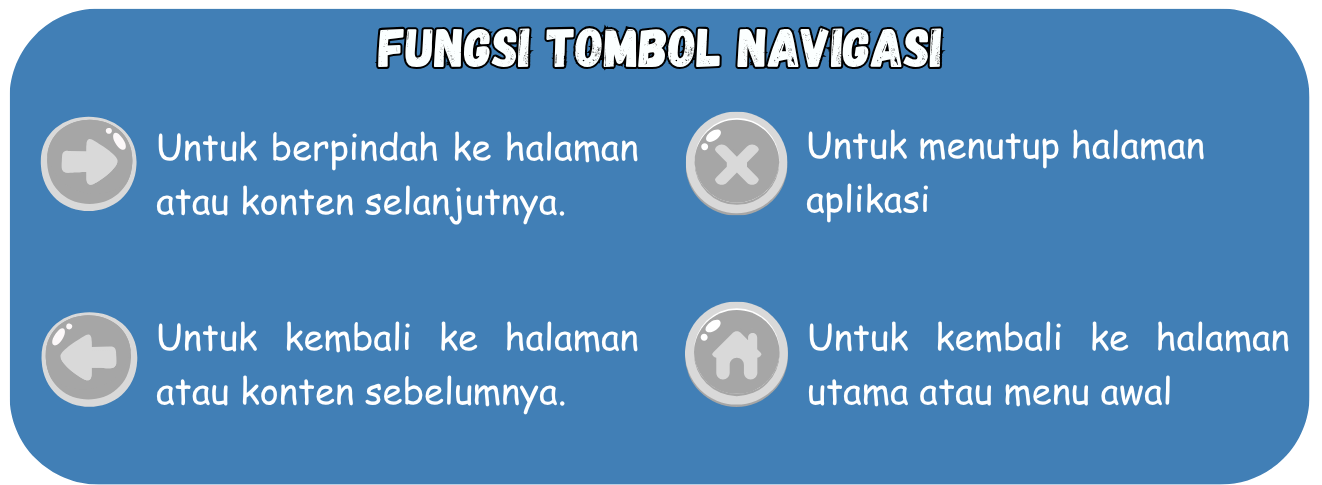 FUNGSI TOMBOL NAVIGASI
Untuk berpindah ke halaman
atau konten selanjutnya.
Untuk menutup halaman
aplikasi
Untuk kembali ke halaman
atau konten sebelumnya.
Untuk kembali ke halaman
utama atau menu awal